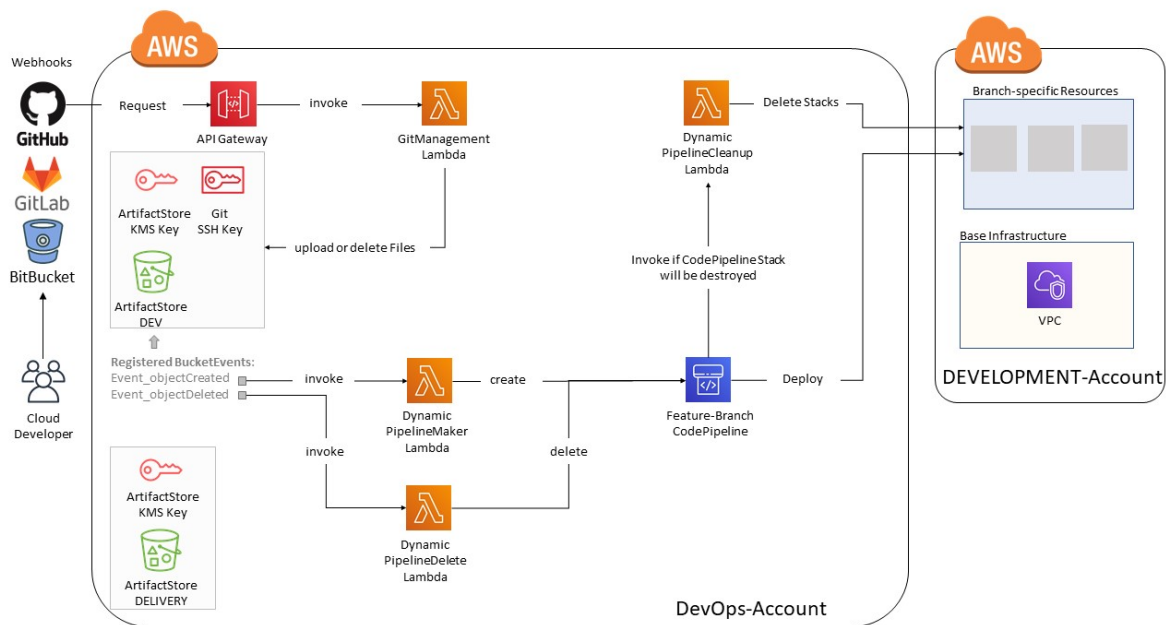 AWS
AWS
Webhooks
GitHub
GitLab
BitBucket
Cloud
Developer
Request
API Gateway
invoke
GitManagement
Lambda
ArtifactStore
KMS Key
Git
SSH Key
ArtifactStore
DEV
upload or delete Files
Registered BucketEvents:
Event_objectCreated
Event_objectDeleted
invoke
Dynamic
PipelineMaker
Lambda
create
invoke
Dynamic
PipelineDelete
Lambda
delete
ArtifactStore
KMS Key
ArtifactStore
DELIVERY
Feature-Branch
CodePipeline
Invoke if CodePipeline Stack
will be destroyed
Dynamic
PipelineCleanup
Lambda
Delete Stacks
Deploy
DevOps-Account
Branch-specific Resources
Base Infrastructure
VPC
DEVELOPMENT-Account